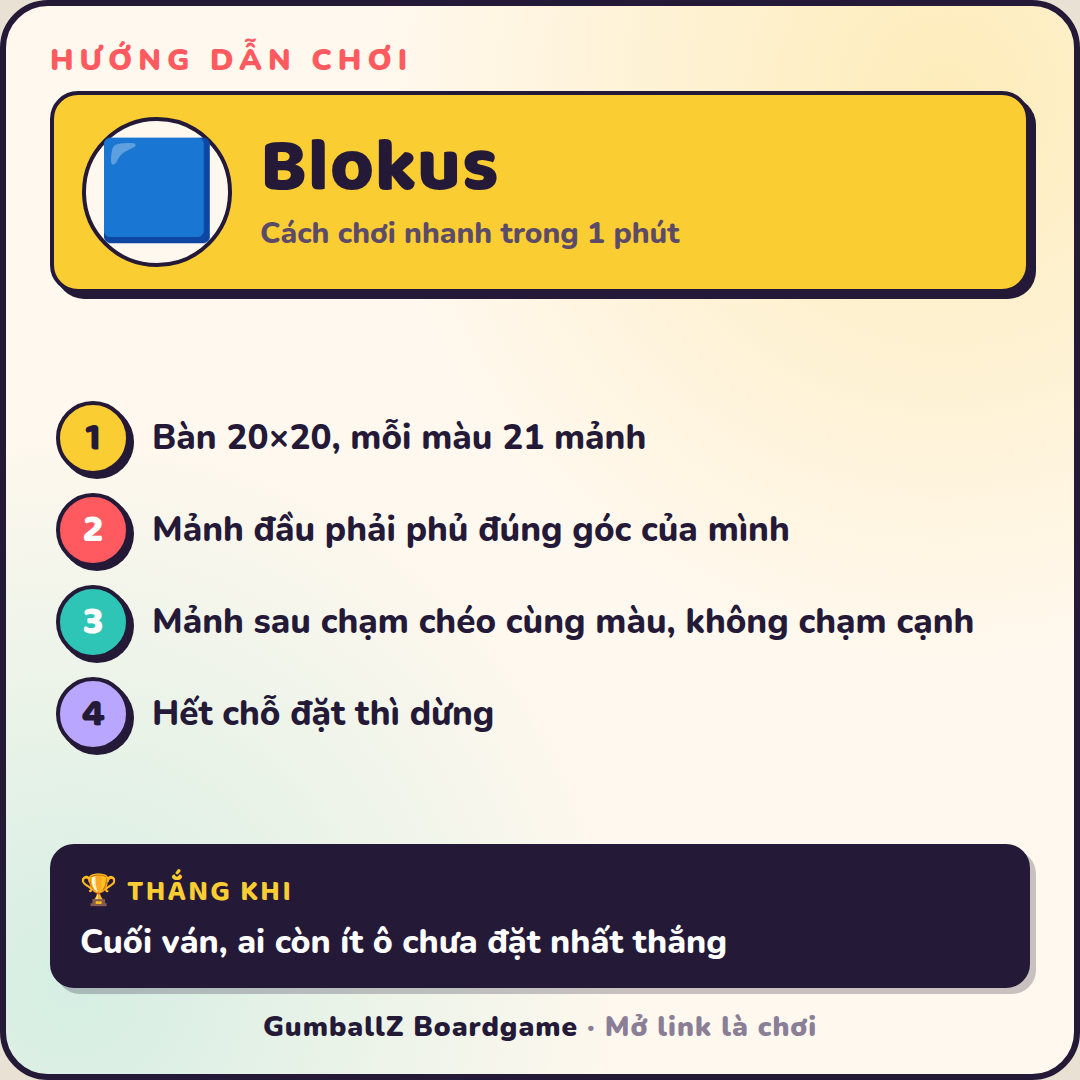 HƯỚNG DẪN CHƠI
Blokus
Cách chơi nhanh trong 1 phút
1 Bàn 20×20, mỗi màu 21 mảnh
2 Mảnh đầu phải phủ đúng góc của mình
3 Mảnh sau chạm chéo cùng màu, không chạm cạnh
4 Hết chỗ đặt thì dừng
🏆 THẮNG KHI
Cuối ván, ai còn ít ô chưa đặt nhất thắng
GumballZ Boardgame · Mở link là chơi